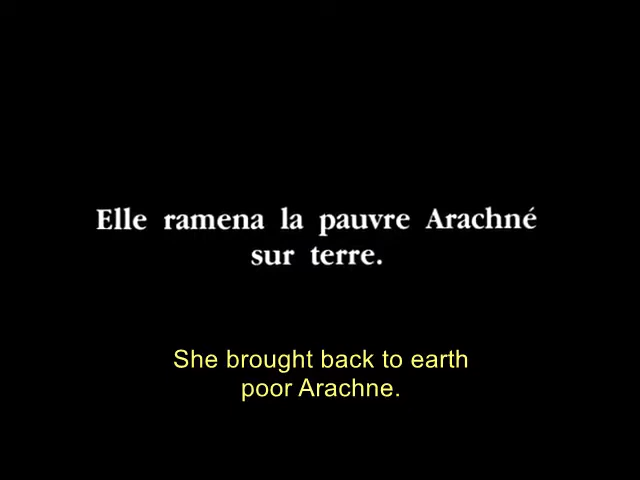 Elle ramena la pauvre Arachné
sur terre.
She brought back to earth
poor Arachne.